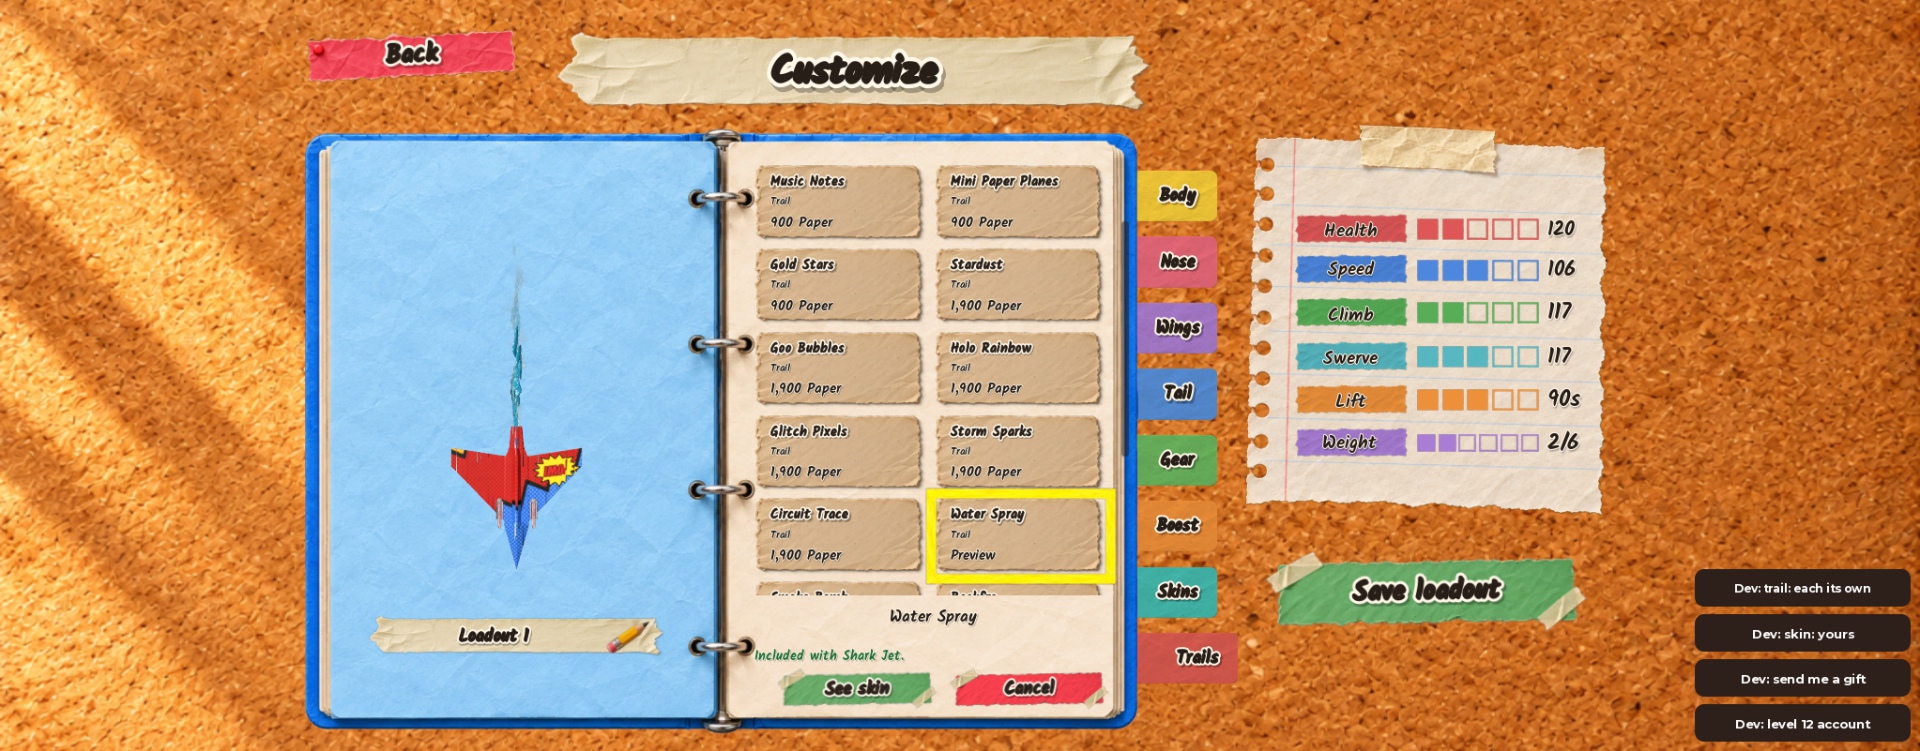 Back
Customize
Music Notes
Trail
900 Paper
Mini Paper Planes
Trail
900 Paper
Gold Stars
Trail
900 Paper
Stardust
Trail
1,900 Paper
Goo Bubbles
Trail
1,900 Paper
Holo Rainbow
Trail
1,900 Paper
Glitch Pixels
Trail
1,900 Paper
Storm Sparks
Trail
1,900 Paper
Circuit Trace
Trail
1,900 Paper
Water Spray
Trail
Preview
Water Spray
Included with Shark Jet.
See skin
Cancel
Loadout 1
Body
Nose
Wings
Tail
Gear
Boost
Skins
Trails
Health 120
Speed 106
Climb 117
Swerve 117
Lift 90s
Weight 2/6
Save loadout
Dev: trail: each its own
Dev: skin: yours
Dev: send me a gift
Dev: level 12 account